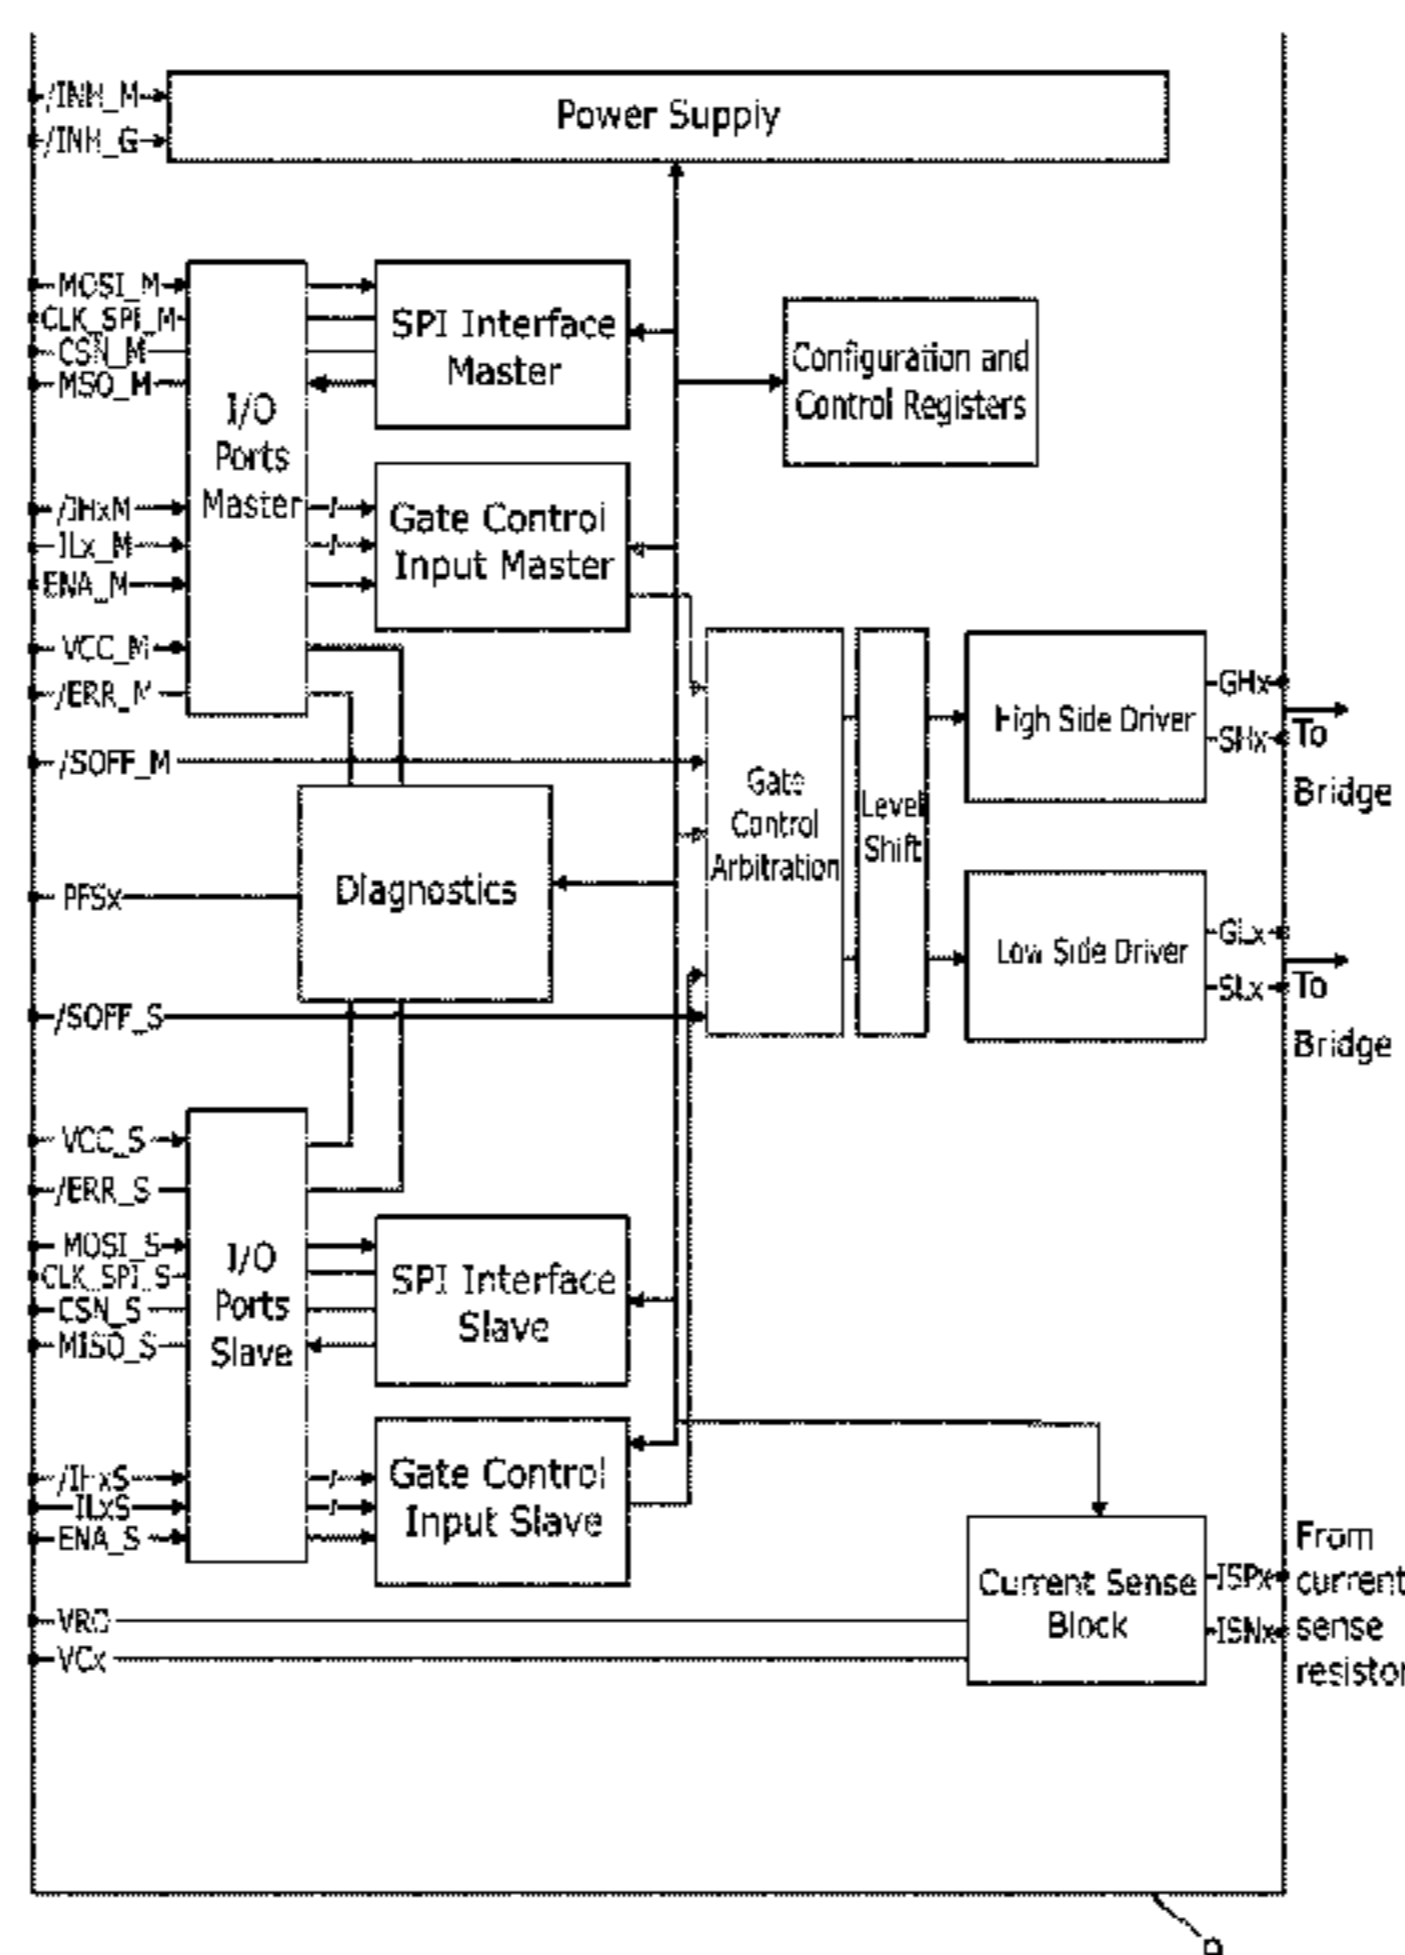 /INH_M
/INH_G
Power Supply
MOSI_M
CLK_SPI_M
CSN_M
MSO_M
I/O
Ports
Master
SPI Interface
Master
Configuration and
Control Registers
/IHxM
ILx_M
ENA_M
Gate Control
Input Master
VCC_M
/ERR_M
/SOFF_M
Gate
Control
Arbitration
Level
Shift
High Side Driver
GHx
SHx
To
Bridge
PFSx
Diagnostics
Low Side Driver
GLx
SLx
To
Bridge
/SOFF_S
VCC_S
/ERR_S
MOSI_S
CLK_SPI_S
CSN_S
MISO_S
I/O
Ports
Slave
SPI Interface
Slave
/IHxS
ILxS
ENA_S
Gate Control
Input Slave
VRO
VCx
Current Sense
Block
ISPx
ISNx
From
current
sense
resistor